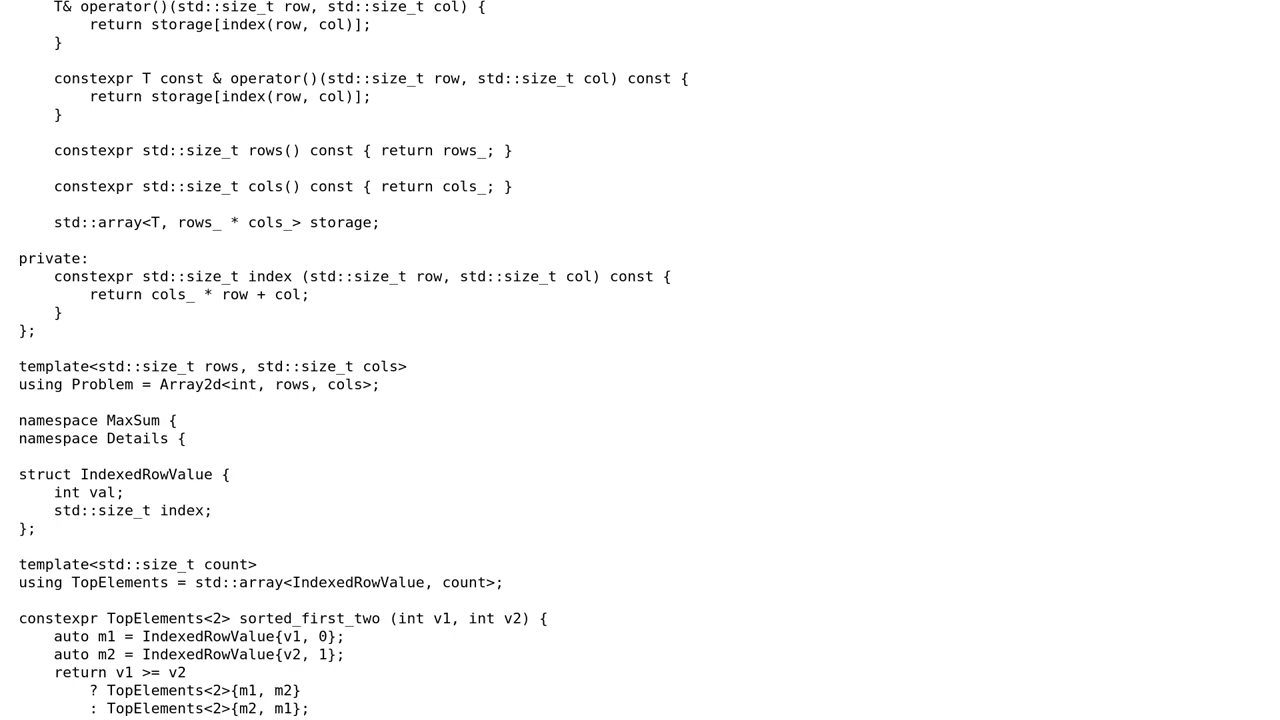 T& operator()(std::size_t row, std::size_t col) {
        return storage[index(row, col)];
    }

    constexpr T const & operator()(std::size_t row, std::size_t col) const {
        return storage[index(row, col)];
    }

    constexpr std::size_t rows() const { return rows_; }

    constexpr std::size_t cols() const { return cols_; }

    std::array<T, rows_ * cols_> storage;

private:
    constexpr std::size_t index (std::size_t row, std::size_t col) const {
        return cols_ * row + col;
    }
};

template<std::size_t rows, std::size_t cols>
using Problem = Array2d<int, rows, cols>;

namespace MaxSum {
namespace Details {

struct IndexedRowValue {
    int val;
    std::size_t index;
};

template<std::size_t count>
using TopElements = std::array<IndexedRowValue, count>;

constexpr TopElements<2> sorted_first_two (int v1, int v2) {
    auto m1 = IndexedRowValue{v1, 0};
    auto m2 = IndexedRowValue{v2, 1};
    return v1 >= v2
        ? TopElements<2>{m1, m2}
        : TopElements<2>{m2, m1};